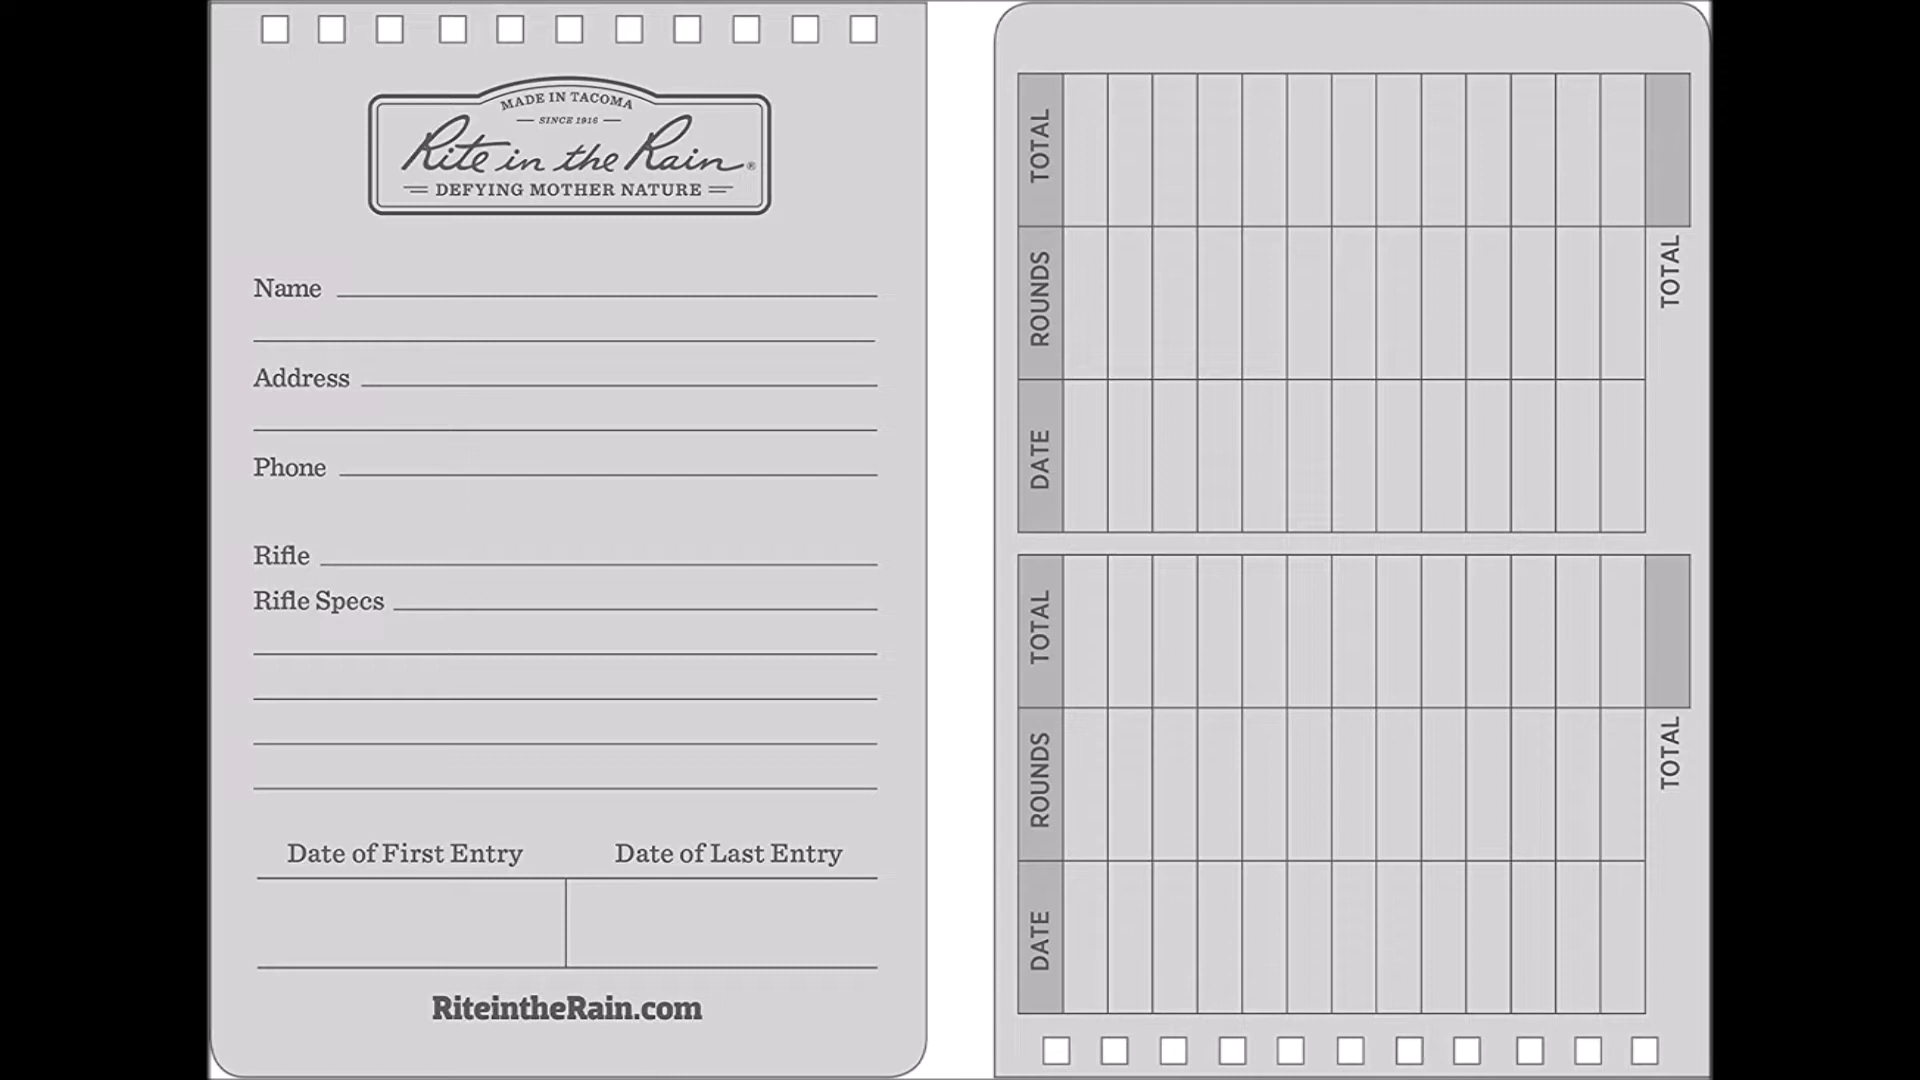 MADE IN TACOMA
SINCE 1916
Rite in the Rain®
DEFYING MOTHER NATURE
Name
Address
Phone
Rifle
Rifle Specs
Date of First Entry Date of Last Entry
RiteintheRain.com
TOTAL
ROUNDS
DATE
TOTAL
TOTAL
ROUNDS
DATE
TOTAL